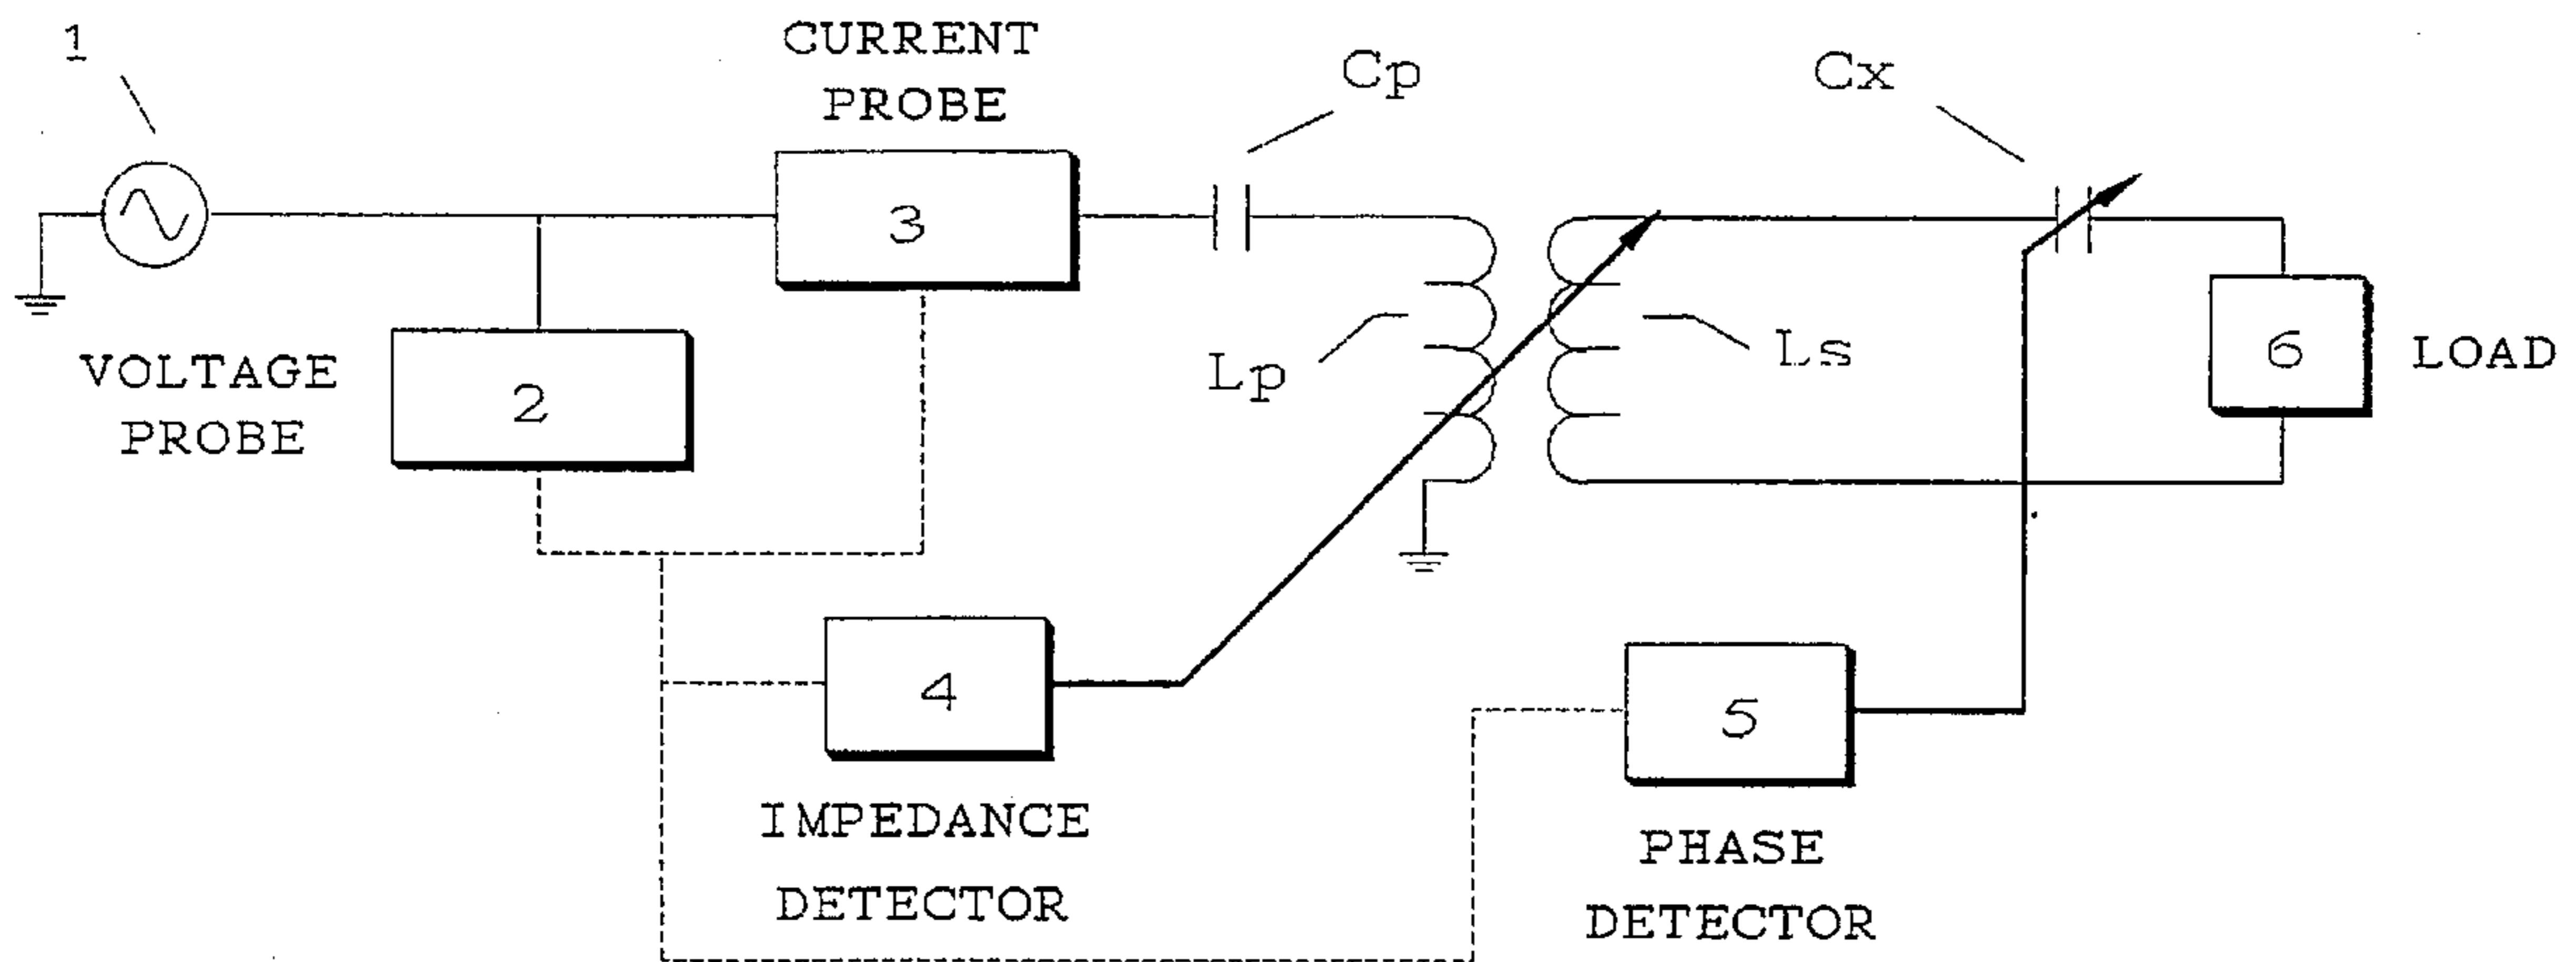 1
CURRENT
PROBE
3
Cp
Cx
VOLTAGE
PROBE
2
Lp
Ls
6
LOAD
4
IMPEDANCE
DETECTOR
5
PHASE
DETECTOR